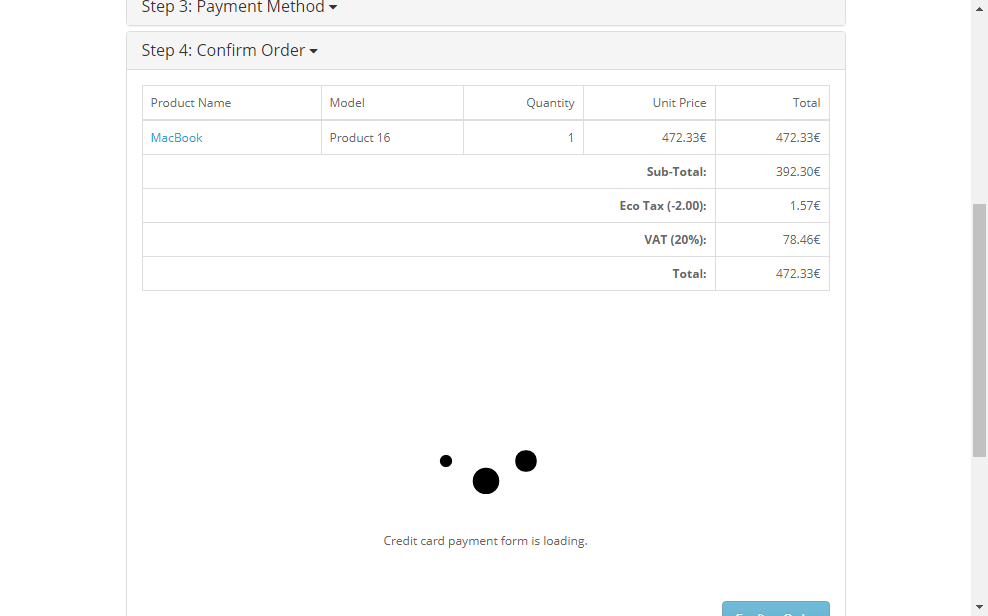 Step 3: Payment Method
Step 4: Confirm Order
Product Name Model Quantity Unit Price Total
MacBook Product 16 1 472.33€ 472.33€
Sub-Total: 392.30€
Eco Tax (-2.00): 1.57€
VAT (20%): 78.46€
Total: 472.33€
Credit card payment form is loading.